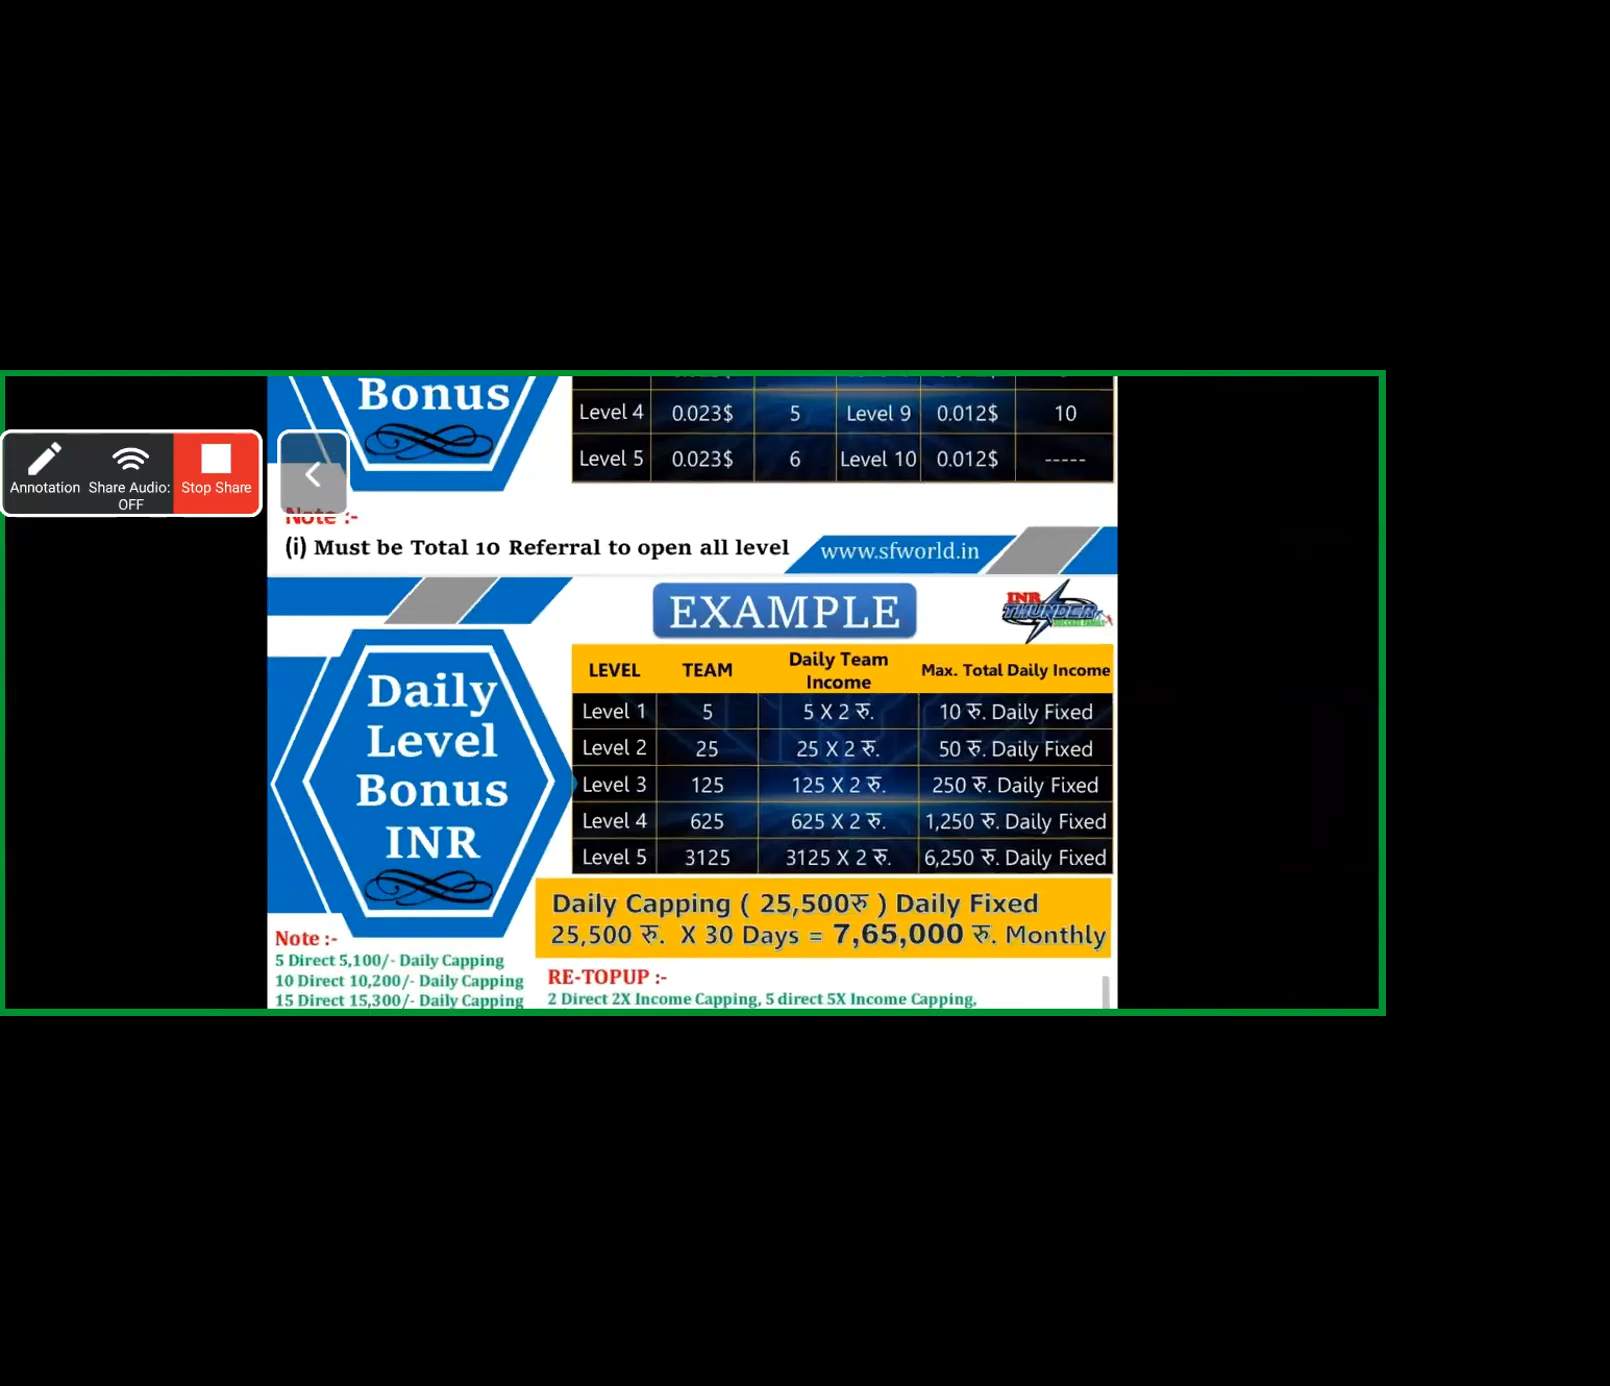 Bonus
Level 4 0.023$ 5 Level 9 0.012$ 10
Level 5 0.023$ 6 Level 10 0.012$ -----
Annotation Share Audio: OFF Stop Share
Note :-
(i) Must be Total 10 Referral to open all level
www.sfworld.in
EXAMPLE
INR
THUNDER
LEVEL TEAM Daily Team Income Max. Total Daily Income
Level 1 5 5 X 2 रु. 10 रु. Daily Fixed
Level 2 25 25 X 2 रु. 50 रु. Daily Fixed
Level 3 125 125 X 2 रु. 250 रु. Daily Fixed
Level 4 625 625 X 2 रु. 1,250 रु. Daily Fixed
Level 5 3125 3125 X 2 रु. 6,250 रु. Daily Fixed
Daily
Level
Bonus
INR
Daily Capping ( 25,500रु ) Daily Fixed
25,500 रु. X 30 Days = 7,65,000 रु. Monthly
Note :-
5 Direct 5,100/- Daily Capping
10 Direct 10,200/- Daily Capping
15 Direct 15,300/- Daily Capping
RE-TOPUP :-
2 Direct 2X Income Capping, 5 direct 5X Income Capping,